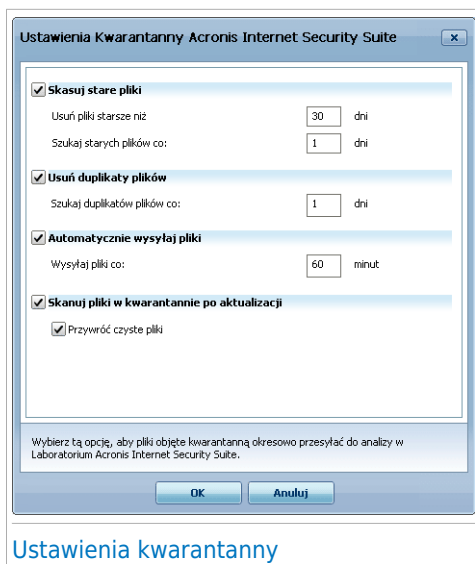 Ustawienia Kwarantanny Acronis Internet Security Suite
Skasuj stare pliki
Usuń pliki starsze niż 30 dni
Szukaj starych plików co: 1 dni
Usuń duplikaty plików
Szukaj duplikatów plików co: 1 dni
Automatycznie wysyłaj pliki
Wysyłaj pliki co: 60 minut
Skanuj pliki w kwarantannie po aktualizacji
Przywróć czyste pliki
Wybierz tą opcję, aby pliki objęte kwarantanną okresowo przesyłać do analizy w
Laboratorium Acronis Internet Security Suite.
OK Anuluj
Ustawienia kwarantanny